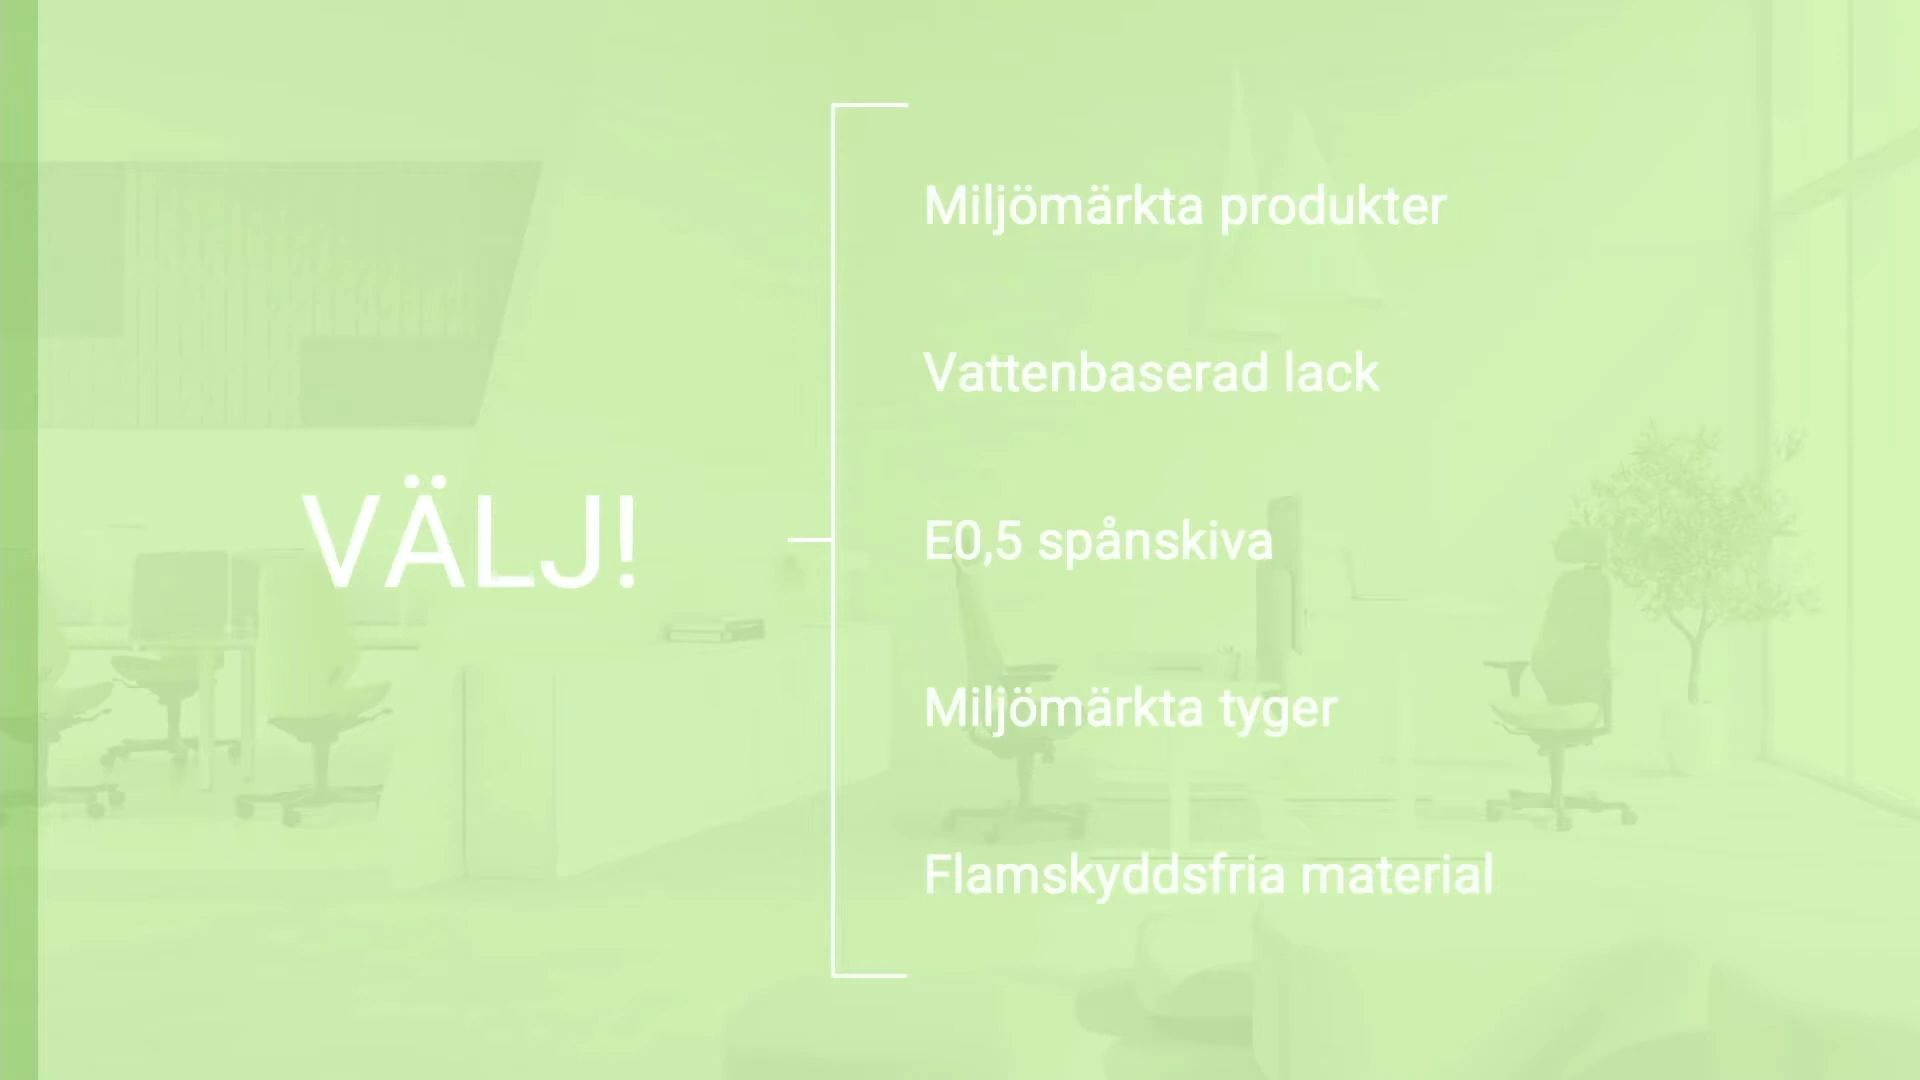 VÄLJ!
Miljömärkta produkter
Vattenbaserad lack
E0,5 spånskiva
Miljömärkta tyger
Flamskyddsfria material